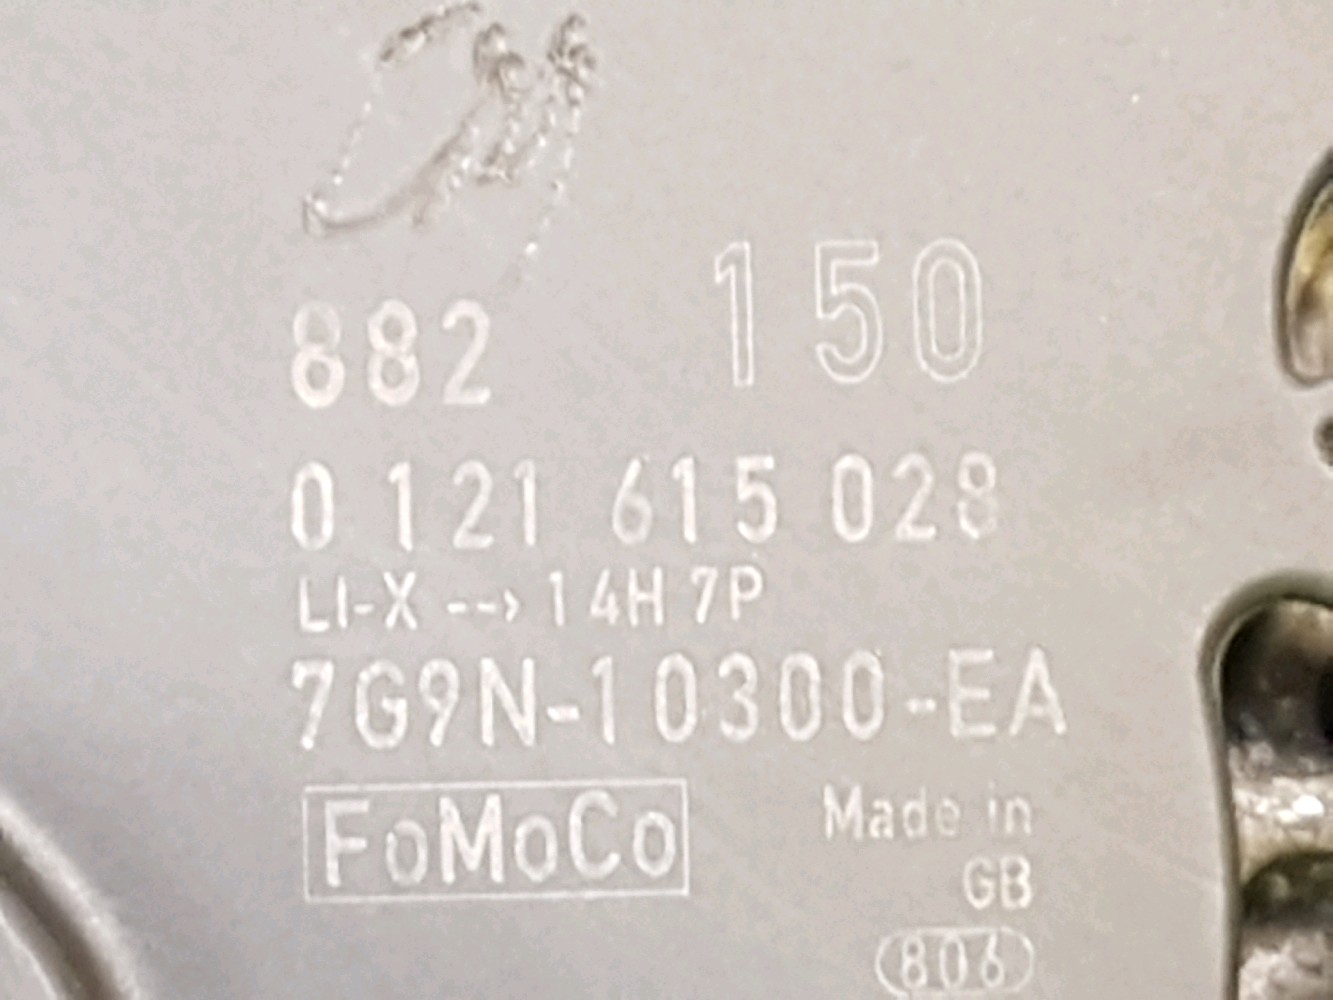 882 150
0 121 615 028
LI-X --> 14H 7P
7G9N-10300-EA
FoMoCo
Made in
GB
806